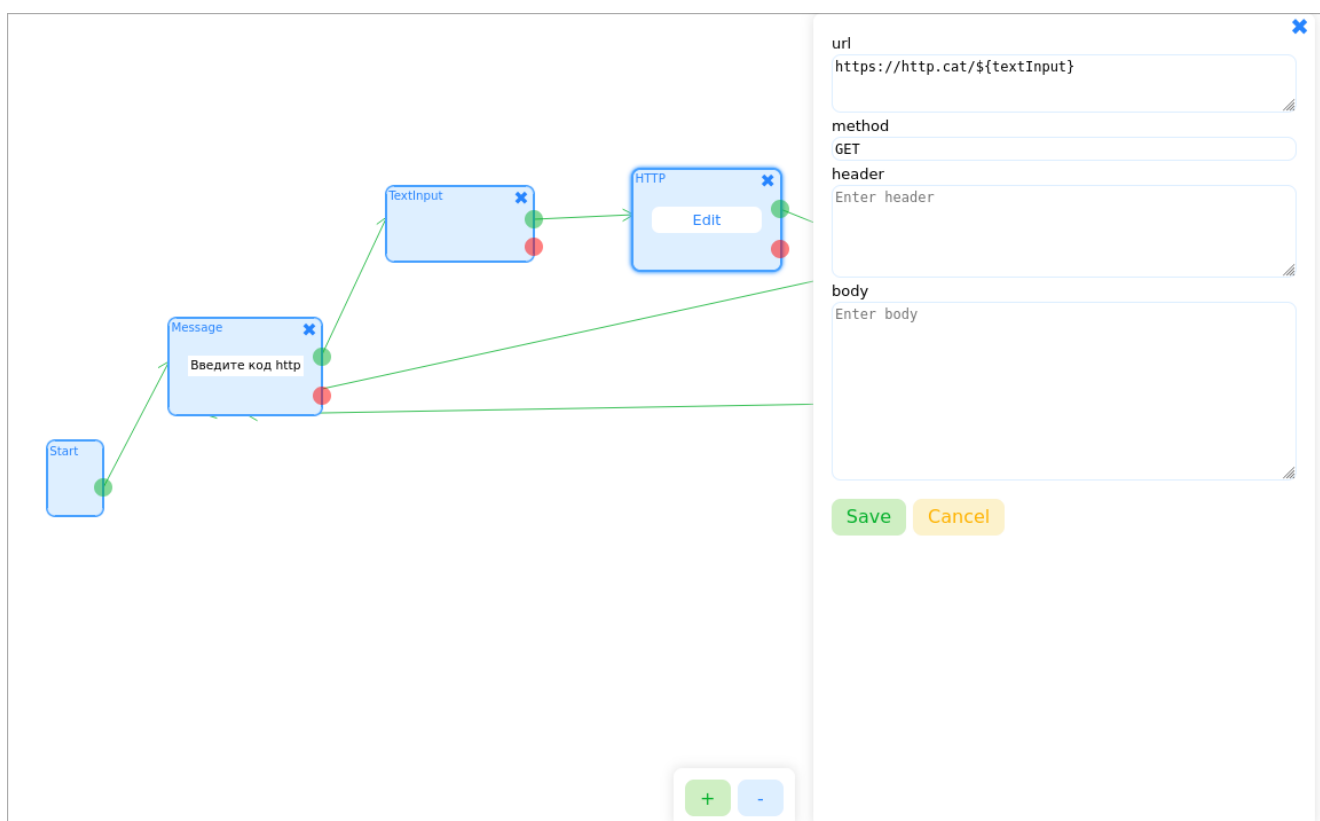 url
https://http.cat/${textInput}
method
GET
header
Enter header
body
Enter body
Save
Cancel
HTTP
Edit
TextInput
Message
Введите код http
Start
+
-